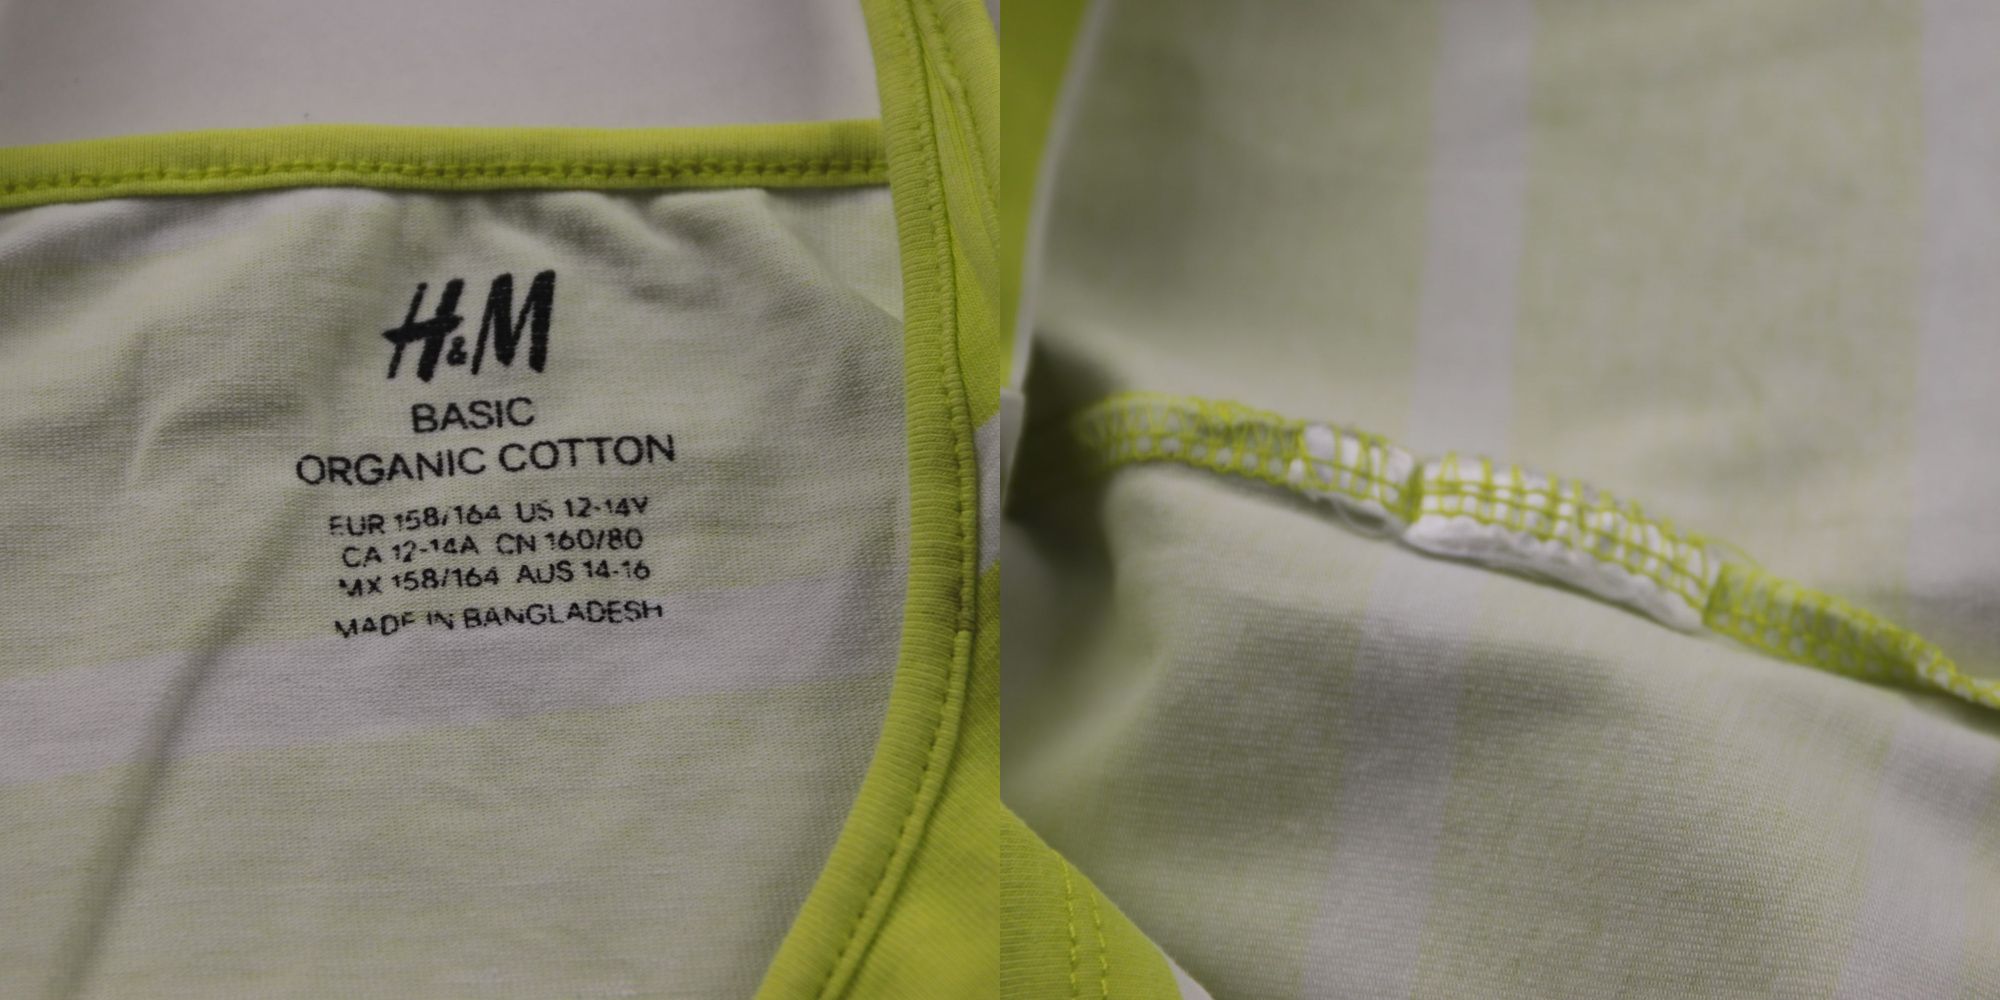 H&M
BASIC
ORGANIC COTTON
EUR 158/164 US 12-14Y
CA 12-14A CN 160/80
MX 158/164 AUS 14-16
MADE IN BANGLADESH